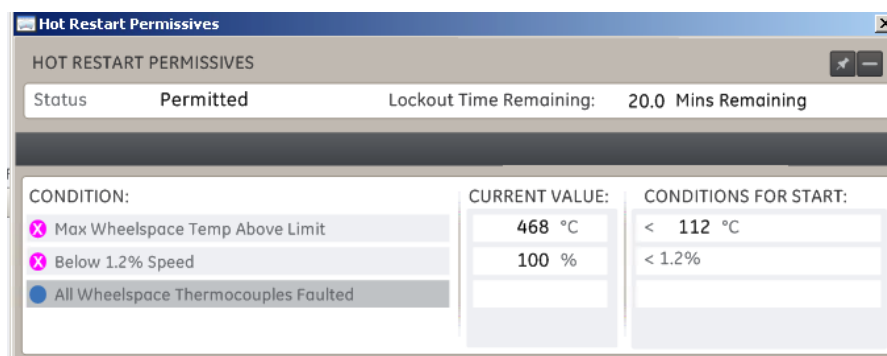 Hot Restart Permissives
HOT RESTART PERMISSIVES
Status Permitted Lockout Time Remaining: 20.0 Mins Remaining
CONDITION: CURRENT VALUE: CONDITIONS FOR START:
Max Wheelspace Temp Above Limit 468 °C < 112 °C
Below 1.2% Speed 100 % < 1.2%
All Wheelspace Thermocouples Faulted